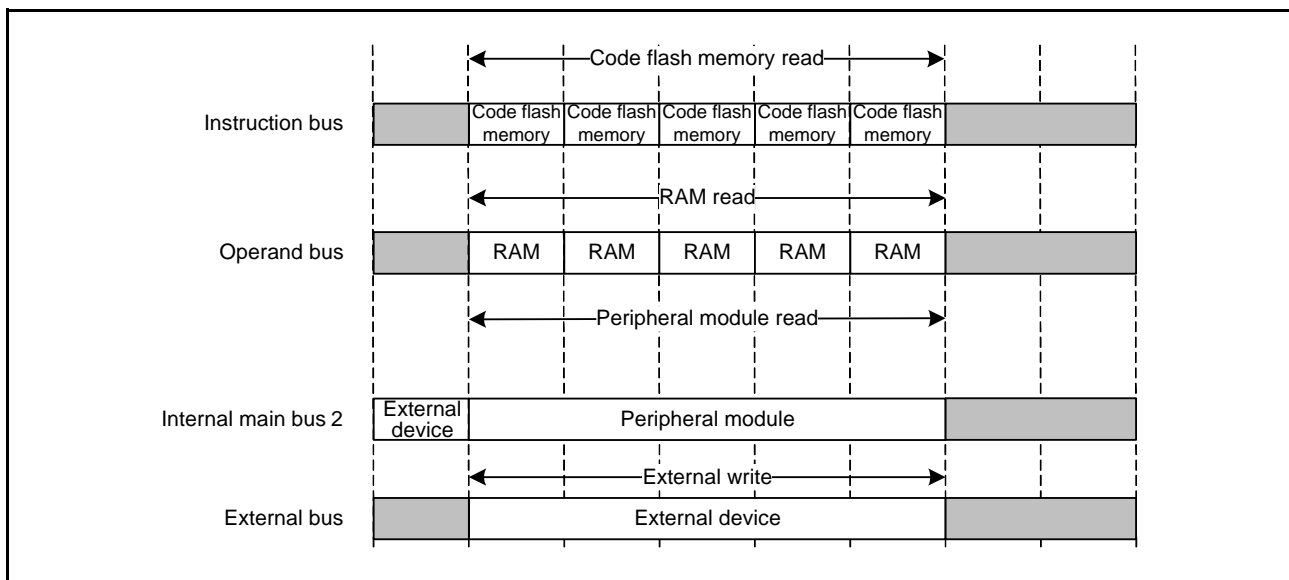 Code flash memory read
Instruction bus
Code flash Code flash Code flash Code flash Code flash
memory memory memory memory memory
RAM read
Operand bus
RAM RAM RAM RAM RAM
Peripheral module read
Internal main bus 2
External
device
Peripheral module
External write
External bus
External device